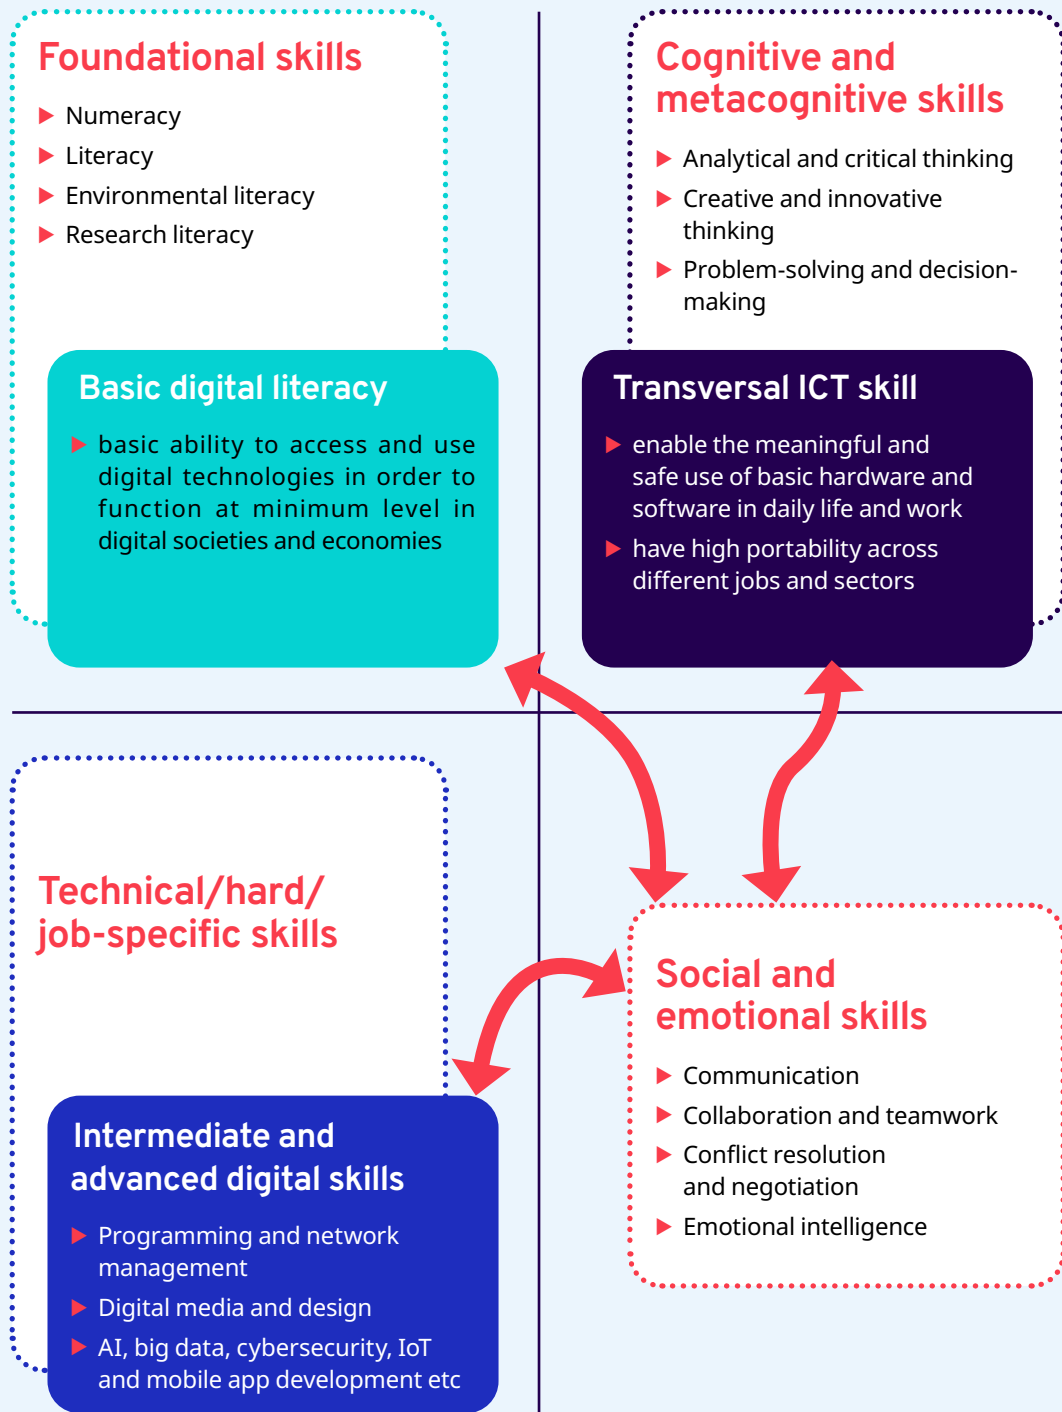 Foundational skills
Numeracy
Literacy
Environmental literacy
Research literacy
Basic digital literacy
basic ability to access and use
digital technologies in order to
function at minimum level in
digital societies and economies
Cognitive and
metacognitive skills
Analytical and critical thinking
Creative and innovative
thinking
Problem-solving and decision-
making
Transversal ICT skill
enable the meaningful and
safe use of basic hardware and
software in daily life and work
have high portability across
different jobs and sectors
Technical/hard/
job-specific skills
Intermediate and
advanced digital skills
Programming and network
management
Digital media and design
AI, big data, cybersecurity, IoT
and mobile app development etc
Social and
emotional skills
Communication
Collaboration and teamwork
Conflict resolution
and negotiation
Emotional intelligence